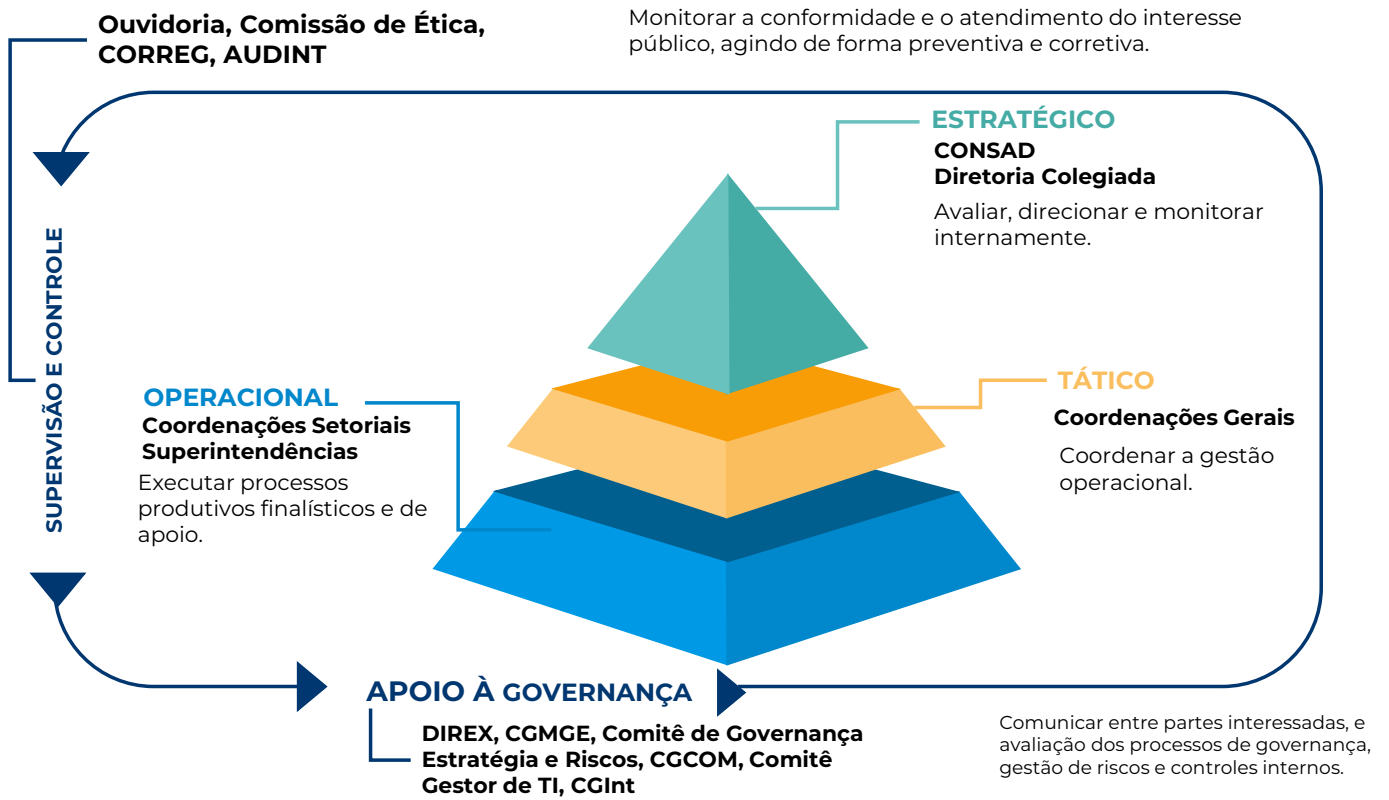 Ouvidoria, Comissão de Ética,
CORREG, AUDINT
Monitorar a conformidade e o atendimento do interesse
público, agindo de forma preventiva e corretiva.
ESTRATÉGICO
CONSAD
Diretoria Colegiada
Avaliar, direcionar e monitorar
internamente.
SUPERVISÃO E CONTROLE
OPERACIONAL
Coordenações Setoriais
Superintendências
Executar processos
produtivos finalísticos e de
apoio.
TÁTICO
Coordenações Gerais
Coordenar a gestão
operacional.
APOIO À GOVERNANÇA
DIREX, CGMGE, Comitê de Governança
Estratégia e Riscos, CGCOM, Comitê
Gestor de TI, CGInt
Comunicar entre partes interessadas, e
avaliação dos processos de governança,
gestão de riscos e controles internos.